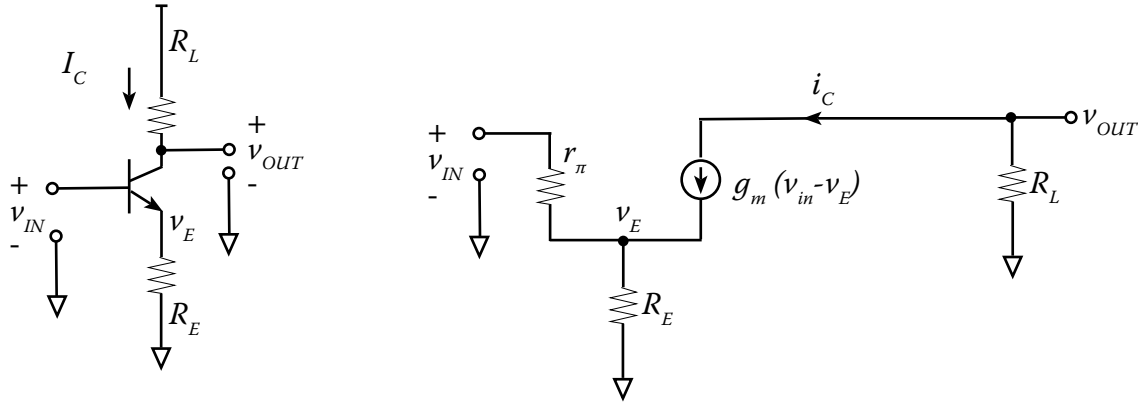 R_L
I_C
+
v_OUT
-
+
v_IN
-
v_E
R_E
+
v_IN
-
r_π
v_E
R_E
g_m (v_in-v_E)
i_C
v_OUT
R_L